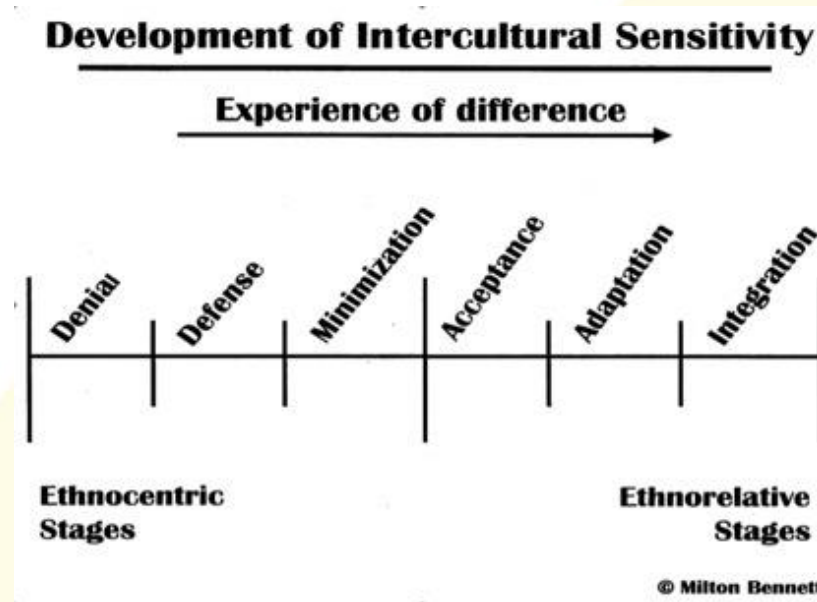 Development of Intercultural Sensitivity
Experience of difference
Denial
Defense
Minimization
Acceptance
Adaptation
Integration
Ethnocentric
Stages
Ethnorelative
Stages
© Milton Bennett